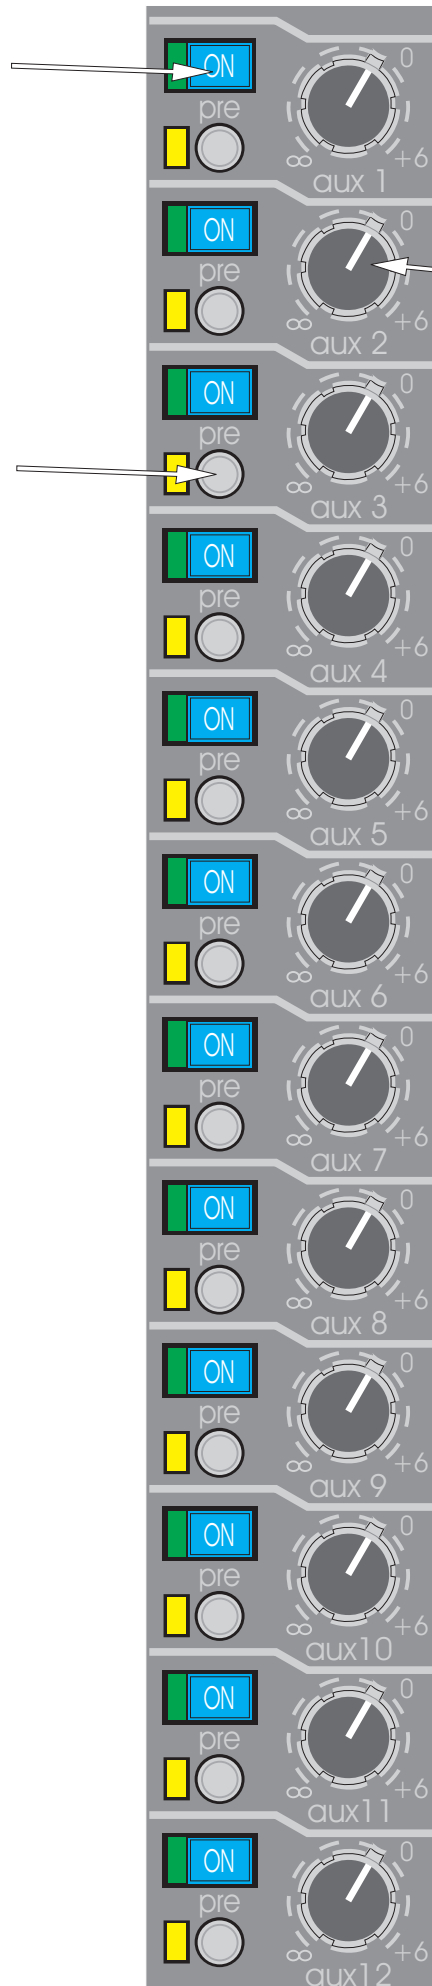 ON 0
pre
∞ +6
aux 1
ON 0
pre
∞ +6
aux 2
ON 0
pre
∞ +6
aux 3
ON 0
pre
∞ +6
aux 4
ON 0
pre
∞ +6
aux 5
ON 0
pre
∞ +6
aux 6
ON 0
pre
∞ +6
aux 7
ON 0
pre
∞ +6
aux 8
ON 0
pre
∞ +6
aux 9
ON 0
pre
∞ +6
aux10
ON 0
pre
∞ +6
aux11
ON 0
pre
∞ +6
aux12